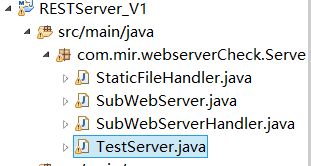 RESTServer_V1
src/main/java
com.mir.webserverCheck.Serve
StaticFileHandler.java
SubWebServer.java
SubWebServerHandler.java
TestServer.java